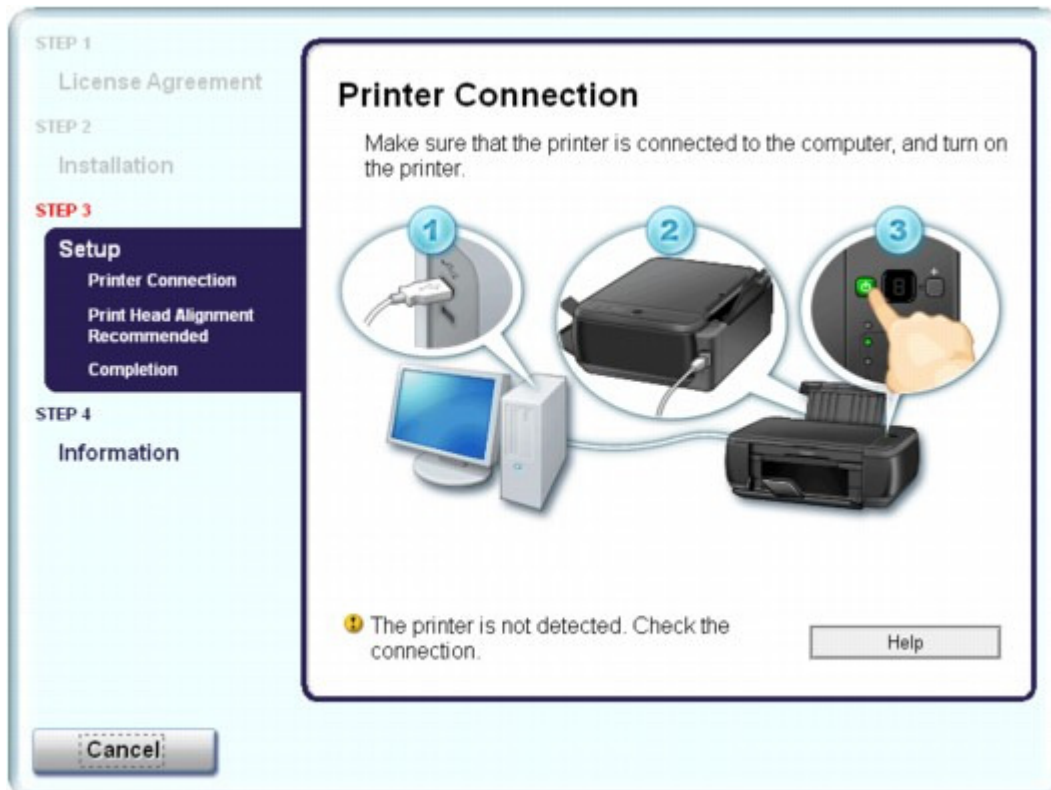 STEP 1
License Agreement
STEP 2
Installation
STEP 3
Setup
Printer Connection
Print Head Alignment
Recommended
Completion
STEP 4
Information
Cancel
Printer Connection
Make sure that the printer is connected to the computer, and turn on
the printer.
1
2
3
8
+
The printer is not detected. Check the
connection.
Help